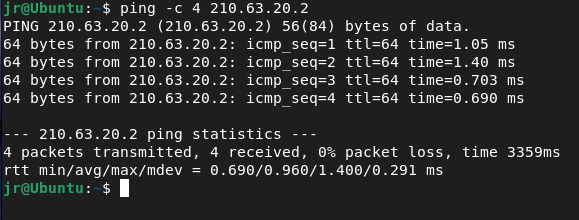 jr@Ubuntu:~$ ping -c 4 210.63.20.2
PING 210.63.20.2 (210.63.20.2) 56(84) bytes of data.
64 bytes from 210.63.20.2: icmp_seq=1 ttl=64 time=1.05 ms
64 bytes from 210.63.20.2: icmp_seq=2 ttl=64 time=1.40 ms
64 bytes from 210.63.20.2: icmp_seq=3 ttl=64 time=0.703 ms
64 bytes from 210.63.20.2: icmp_seq=4 ttl=64 time=0.690 ms

--- 210.63.20.2 ping statistics ---
4 packets transmitted, 4 received, 0% packet loss, time 3359ms
rtt min/avg/max/mdev = 0.690/0.960/1.400/0.291 ms
jr@Ubuntu:~$